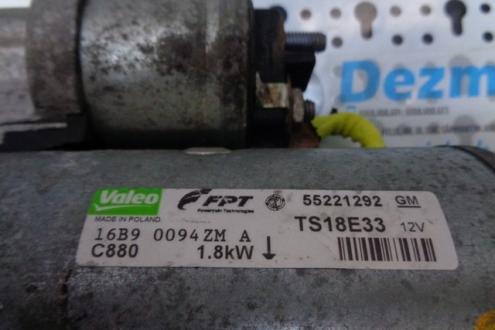 Dezm
Valeo FPT 55221292 GM
MADE IN POLAND Powertrain Technologies
16B9 0094ZM A TS18E33 12V
C880 1.8kW ↓